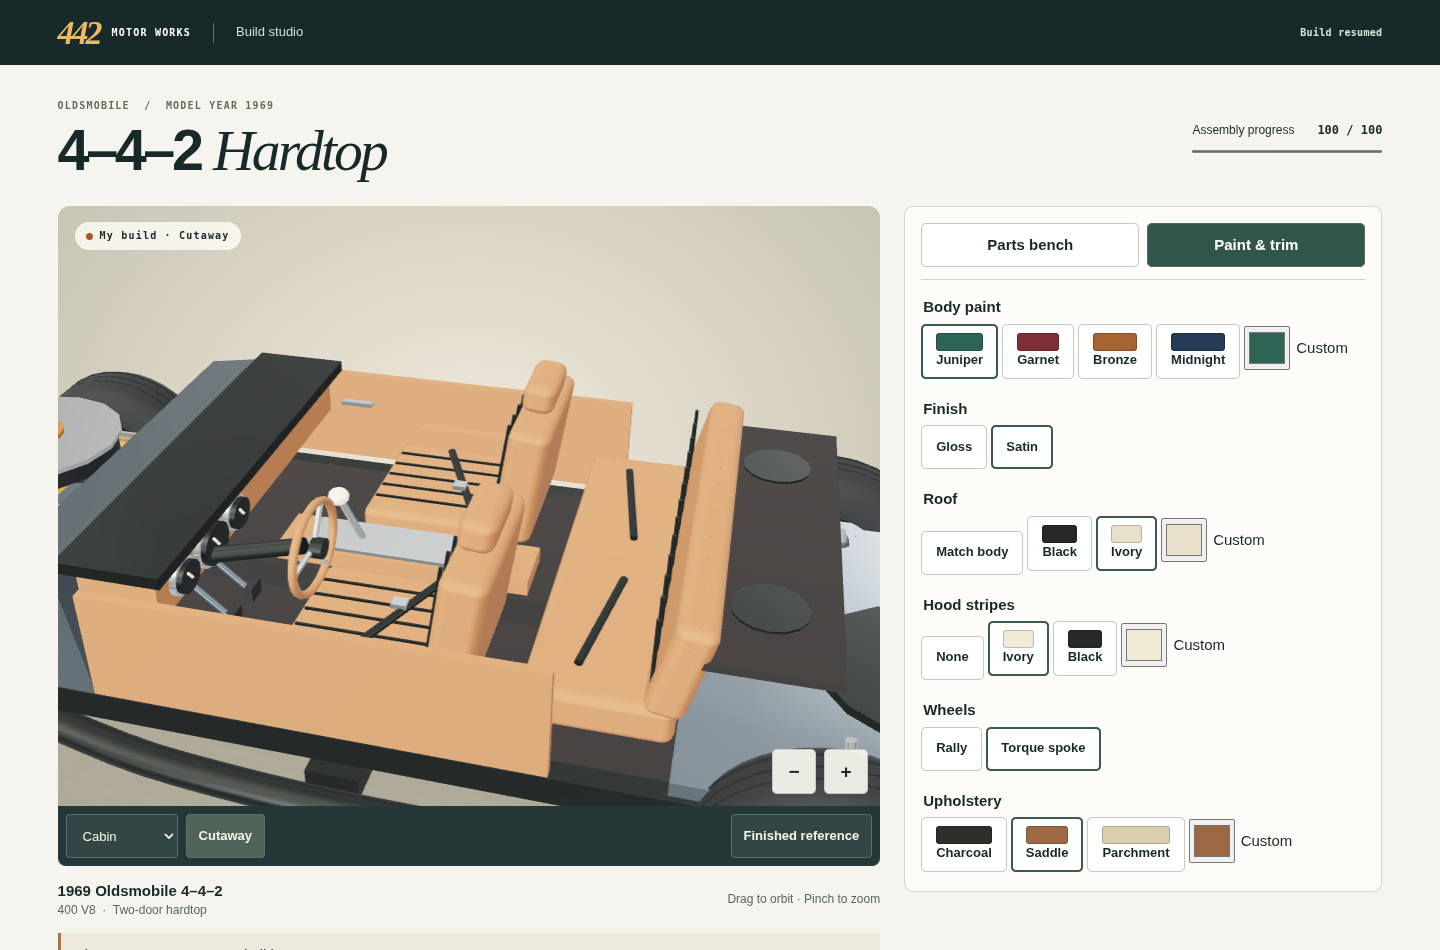 442 MOTOR WORKS
Build studio
Build resumed
OLDSMOBILE / MODEL YEAR 1969
4–4–2 Hardtop
Assembly progress 100 / 100
My build · Cutaway
− +
Cabin
Cutaway
Finished reference
1969 Oldsmobile 4–4–2
400 V8 · Two-door hardtop
Drag to orbit · Pinch to zoom
Parts bench
Paint & trim
Body paint
Juniper Garnet Bronze Midnight Custom
Finish
Gloss Satin
Roof
Match body Black Ivory Custom
Hood stripes
None Ivory Black Custom
Wheels
Rally Torque spoke
Upholstery
Charcoal Saddle Parchment Custom